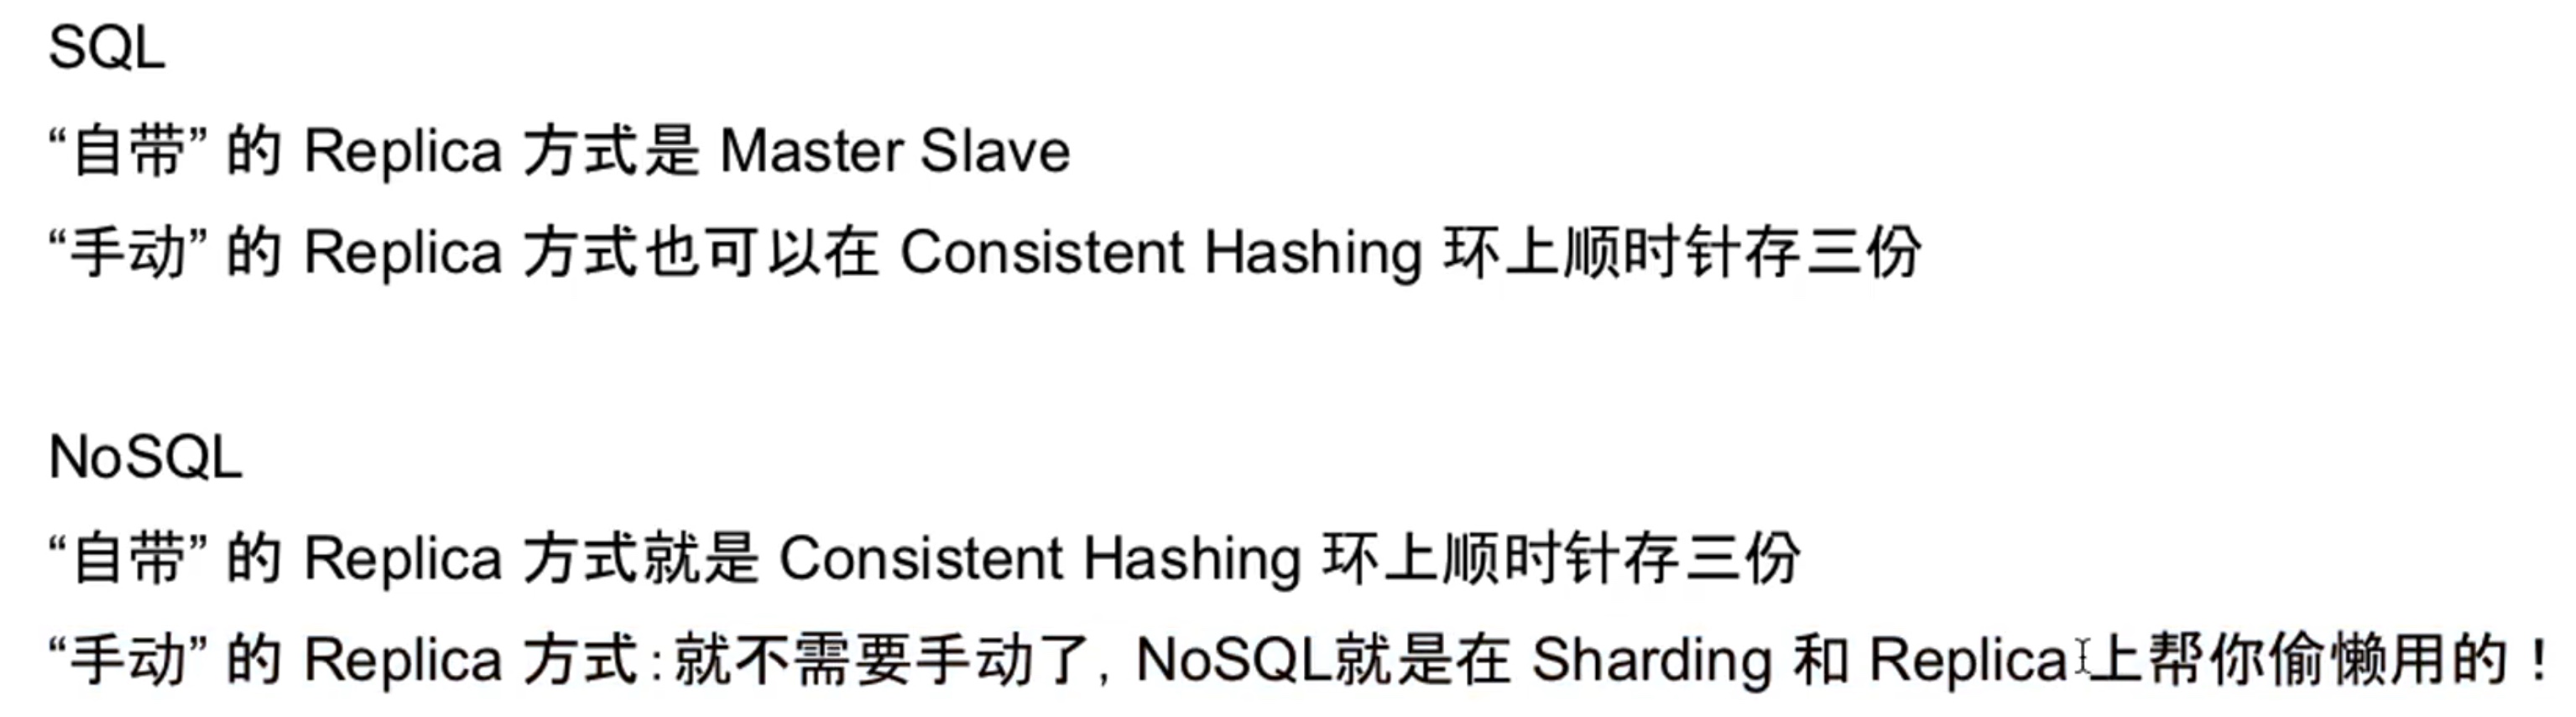 SQL
“自带” 的 Replica 方式是 Master Slave
“手动” 的 Replica 方式也可以在 Consistent Hashing 环上顺时针存三份
NoSQL
“自带” 的 Replica 方式就是 Consistent Hashing 环上顺时针存三份
“手动” 的 Replica 方式：就不需要手动了，NoSQL就是在 Sharding 和 Replica 上帮你偷懒用的！